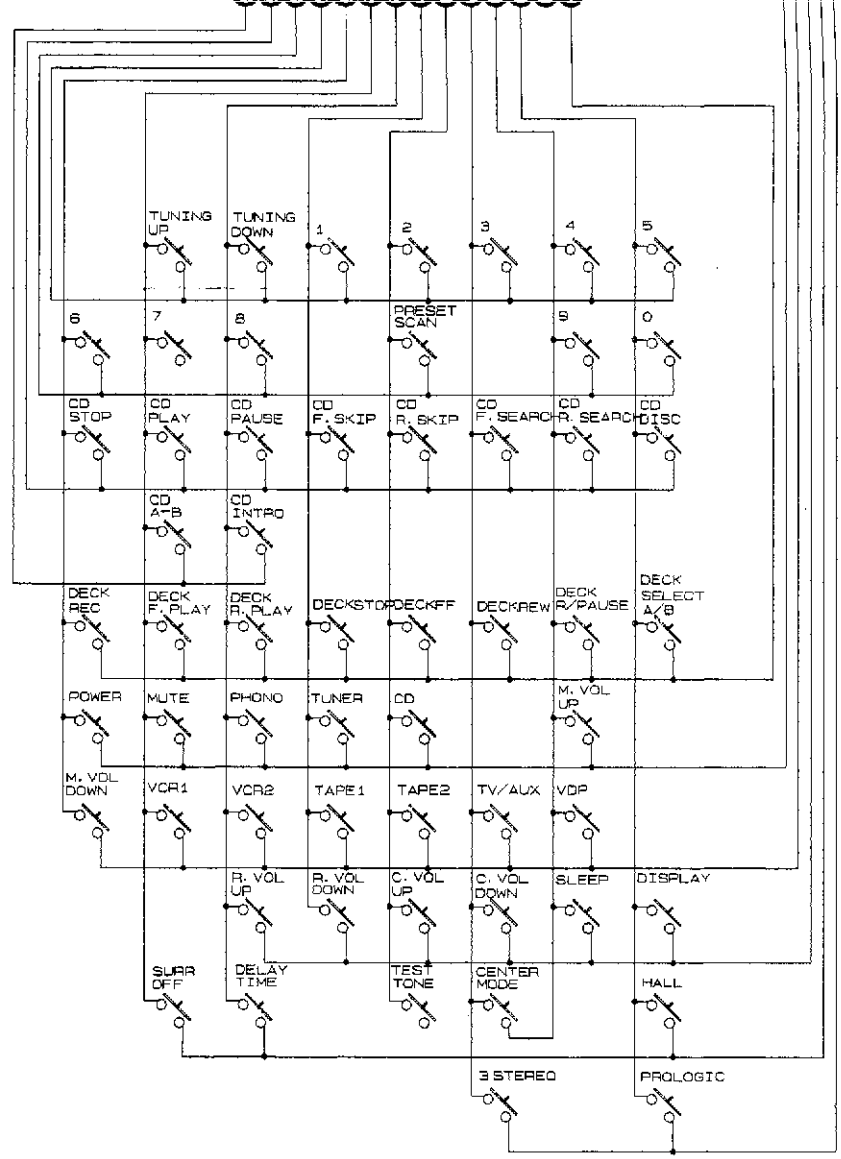 TUNING UP
TUNING DOWN
1
2
3
4
5
6
7
8
PRESET SCAN
9
0
CD STOP
CD PLAY
CD PAUSE
CD F. SKIP
CD R. SKIP
CD F. SEARCH
CD R. SEARCH
CD DISC
CD A-B
CD INTRO
DECK REC
DECK F. PLAY
DECK R. PLAY
DECKSTOP
DECKFF
DECKREW
DECK R/PAUSE
DECK SELECT A/B
POWER
MUTE
PHONO
TUNER
CD
M. VOL UP
M. VOL DOWN
VCR1
VCR2
TAPE1
TAPE2
TV/AUX
VDP
R. VOL UP
R. VOL DOWN
C. VOL UP
C. VOL DOWN
SLEEP
DISPLAY
SURR OFF
DELAY TIME
TEST TONE
CENTER MODE
HALL
3 STEREO
PROLOGIC